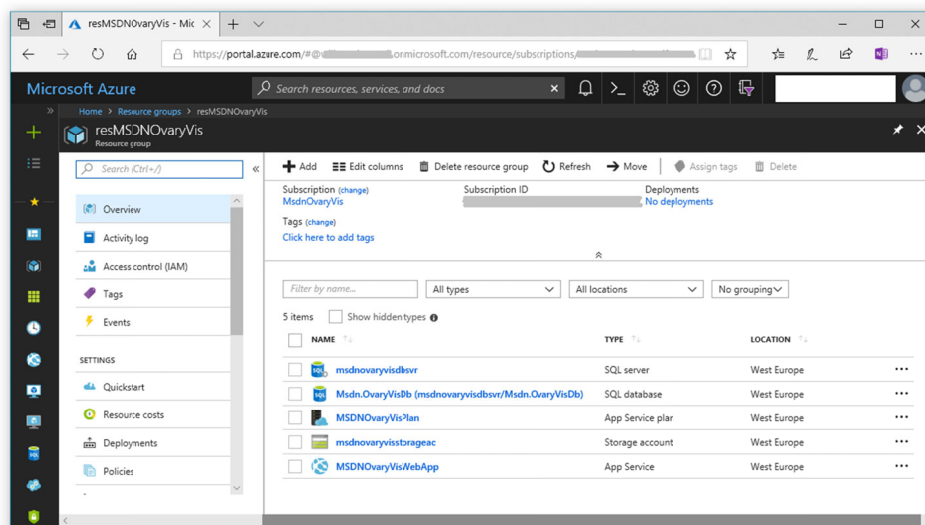 resMSDNOvaryVis - Mic
https://portal.azure.com/#@
ormicrosoft.com/resource/subscriptions/
Microsoft Azure
Search resources, services, and docs
Home > Resource groups > resMSDNOvaryVis
resMSDNOvaryVis
Resource group
Search (Ctrl+/)
Add
Edit columns
Delete resource group
Refresh
Move
Assign tags
Delete
Overview
Activity log
Access control (IAM)
Tags
Events
SETTINGS
Quickstart
Resource costs
Deployments
Policies
Subscription (change)
MsdnOvaryVis
Subscription ID
Deployments
No deployments
Tags (change)
Click here to add tags
Filter by name...
All types
All locations
No grouping
5 items
Show hidden types
NAME TYPE LOCATION
msdnovaryvisdbsvr SQL server West Europe
Msdn.OvaryVisDb (msdnovaryvisdbsvr/Msdn.OvaryVisDb) SQL database West Europe
MSDNOvaryVisPlan App Service plan West Europe
msdnovaryvisstorageac Storage account West Europe
MSDNOvaryVisWebApp App Service West Europe